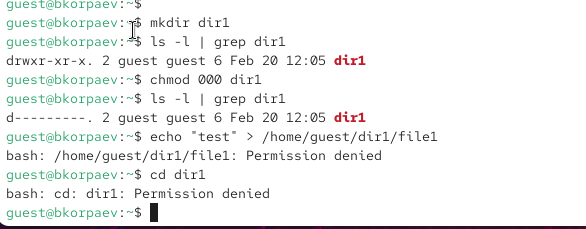 guest@bkorpaev:~$
guest@bkorpaev:~$ mkdir dir1
guest@bkorpaev:~$ ls -l | grep dir1
drwxr-xr-x. 2 guest guest 6 Feb 20 12:05 dir1
guest@bkorpaev:~$ chmod 000 dir1
guest@bkorpaev:~$ ls -l | grep dir1
d---------. 2 guest guest 6 Feb 20 12:05 dir1
guest@bkorpaev:~$ echo "test" > /home/guest/dir1/file1
bash: /home/guest/dir1/file1: Permission denied
guest@bkorpaev:~$ cd dir1
bash: cd: dir1: Permission denied
guest@bkorpaev:~$